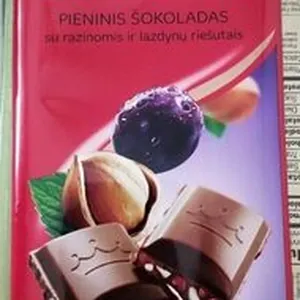 PIENINIS ŠOKOLADAS
su razinomis ir lazdynų riešutais